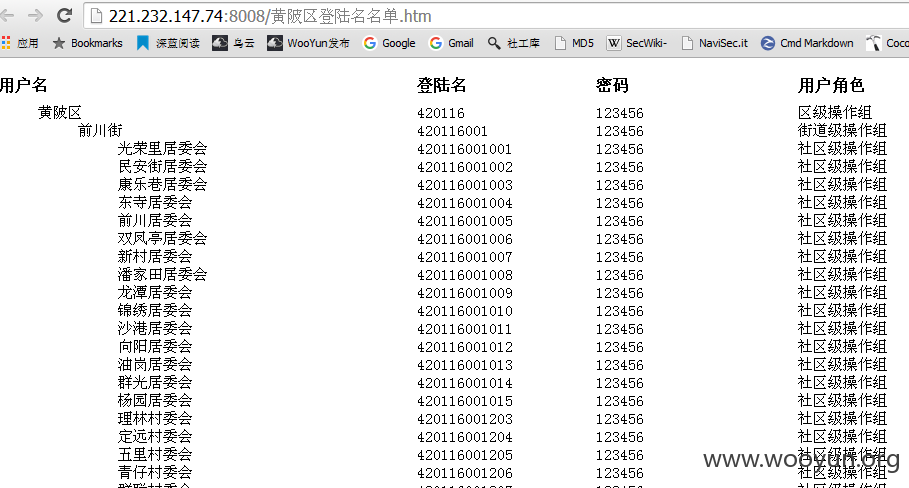 221.232.147.74:8008/黄陂区登陆名名单.htm
应用 Bookmarks 深蓝阅读 乌云 WooYun发布 Google Gmail 社工库 MD5 SecWiki- NaviSec.it Cmd Markdown Coco
用户名 登陆名 密码 用户角色
黄陂区 420116 123456 区级操作组
前川街 420116001 123456 街道级操作组
光荣里居委会 420116001001 123456 社区级操作组
民安街居委会 420116001002 123456 社区级操作组
康乐巷居委会 420116001003 123456 社区级操作组
东寺居委会 420116001004 123456 社区级操作组
前川居委会 420116001005 123456 社区级操作组
双凤亭居委会 420116001006 123456 社区级操作组
新村居委会 420116001007 123456 社区级操作组
潘家田居委会 420116001008 123456 社区级操作组
龙潭居委会 420116001009 123456 社区级操作组
锦绣居委会 420116001010 123456 社区级操作组
沙港居委会 420116001011 123456 社区级操作组
向阳居委会 420116001012 123456 社区级操作组
油岗居委会 420116001013 123456 社区级操作组
群光居委会 420116001014 123456 社区级操作组
杨园居委会 420116001015 123456 社区级操作组
理林村委会 420116001203 123456 社区级操作组
定远村委会 420116001204 123456 社区级操作组
五里村委会 420116001205 123456 社区级操作组
青仔村委会 420116001206 123456 社区级操作组
www.wooyun.org